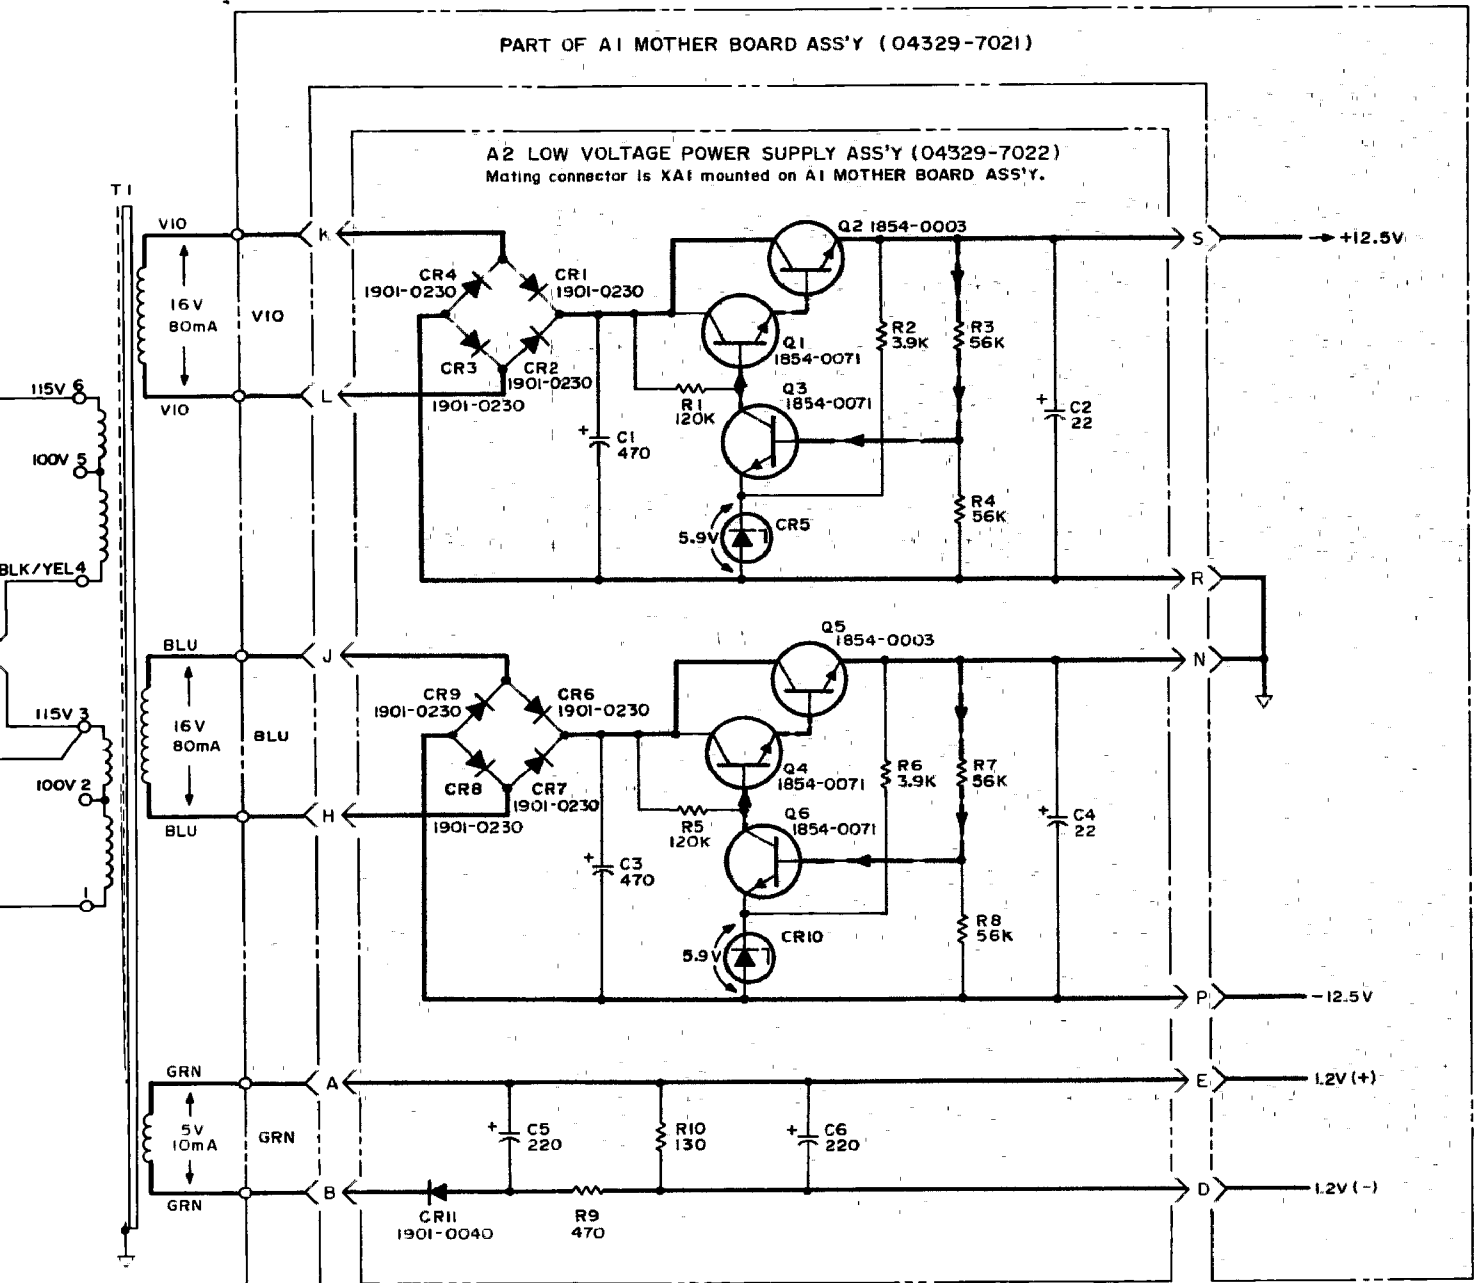 PART OF A1 MOTHER BOARD ASS'Y (04329-7021)
A2 LOW VOLTAGE POWER SUPPLY ASS'Y (04329-7022)
Mating connector is XA1 mounted on A1 MOTHER BOARD ASS'Y.
T1
VIO
16V
80mA
VIO
VIO
K
L
115V 6
100V 5
BLK/YEL 4
CR4
1901-0230
CR1
1901-0230
CR3
1901-0230
CR2
1901-0230
Q2 1854-0003
Q1
1854-0071
Q3
1854-0071
R1
120K
R2
3.9K
R3
56K
R4
56K
C1
470
+
C2
22
+
5.9V
CR5
S
+12.5V
R
BLU
16V
80mA
BLU
BLU
J
H
115V 3
100V 2
1
CR9
1901-0230
CR6
1901-0230
CR8
1901-0230
CR7
1901-0230
Q5
1854-0003
Q4
1854-0071
Q6
1854-0071
R5
120K
R6
3.9K
R7
56K
R8
56K
C3
470
+
C4
22
+
5.9V
CR10
N
P
-12.5V
GRN
5V
10mA
GRN
GRN
A
B
+
C5
220
R10
130
+
C6
220
CR11
1901-0040
R9
470
E
1.2V(+)
D
1.2V(-)